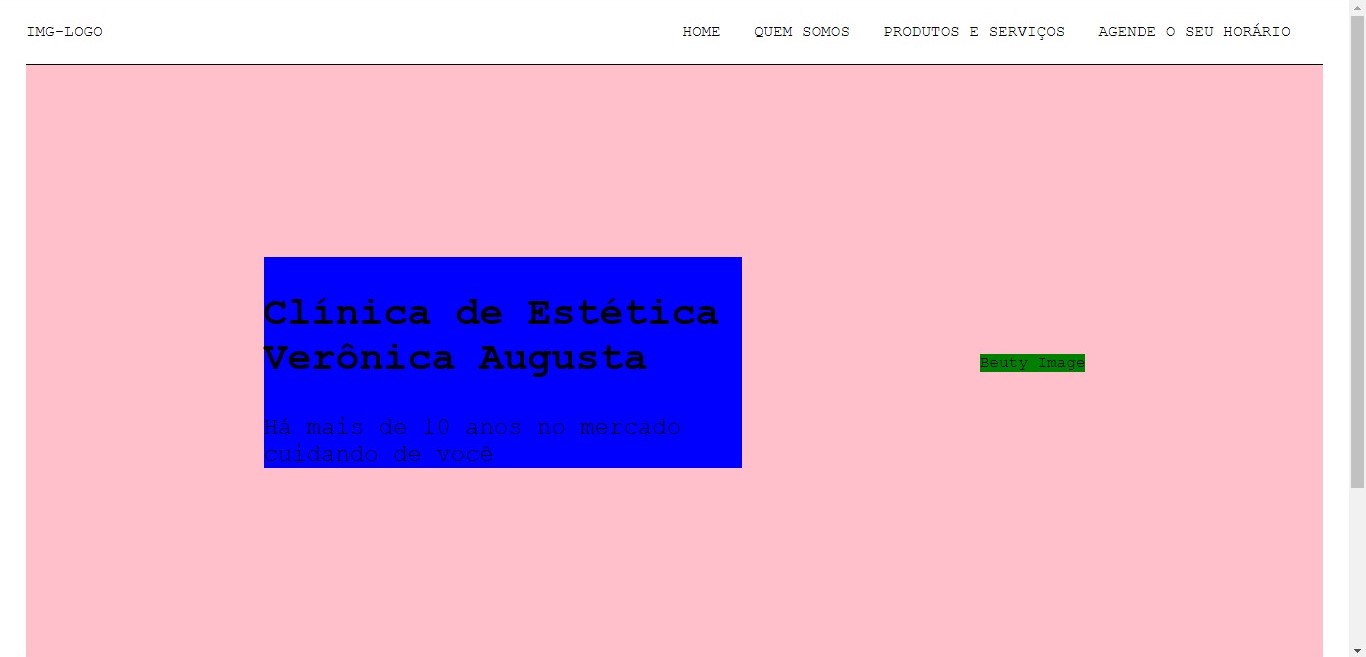 IMG-LOGO
HOME QUEM SOMOS PRODUTOS E SERVIÇOS AGENDE O SEU HORÁRIO
Clínica de Estética
Verônica Augusta
Há mais de 10 anos no mercado
cuidando de você
Beuty Image